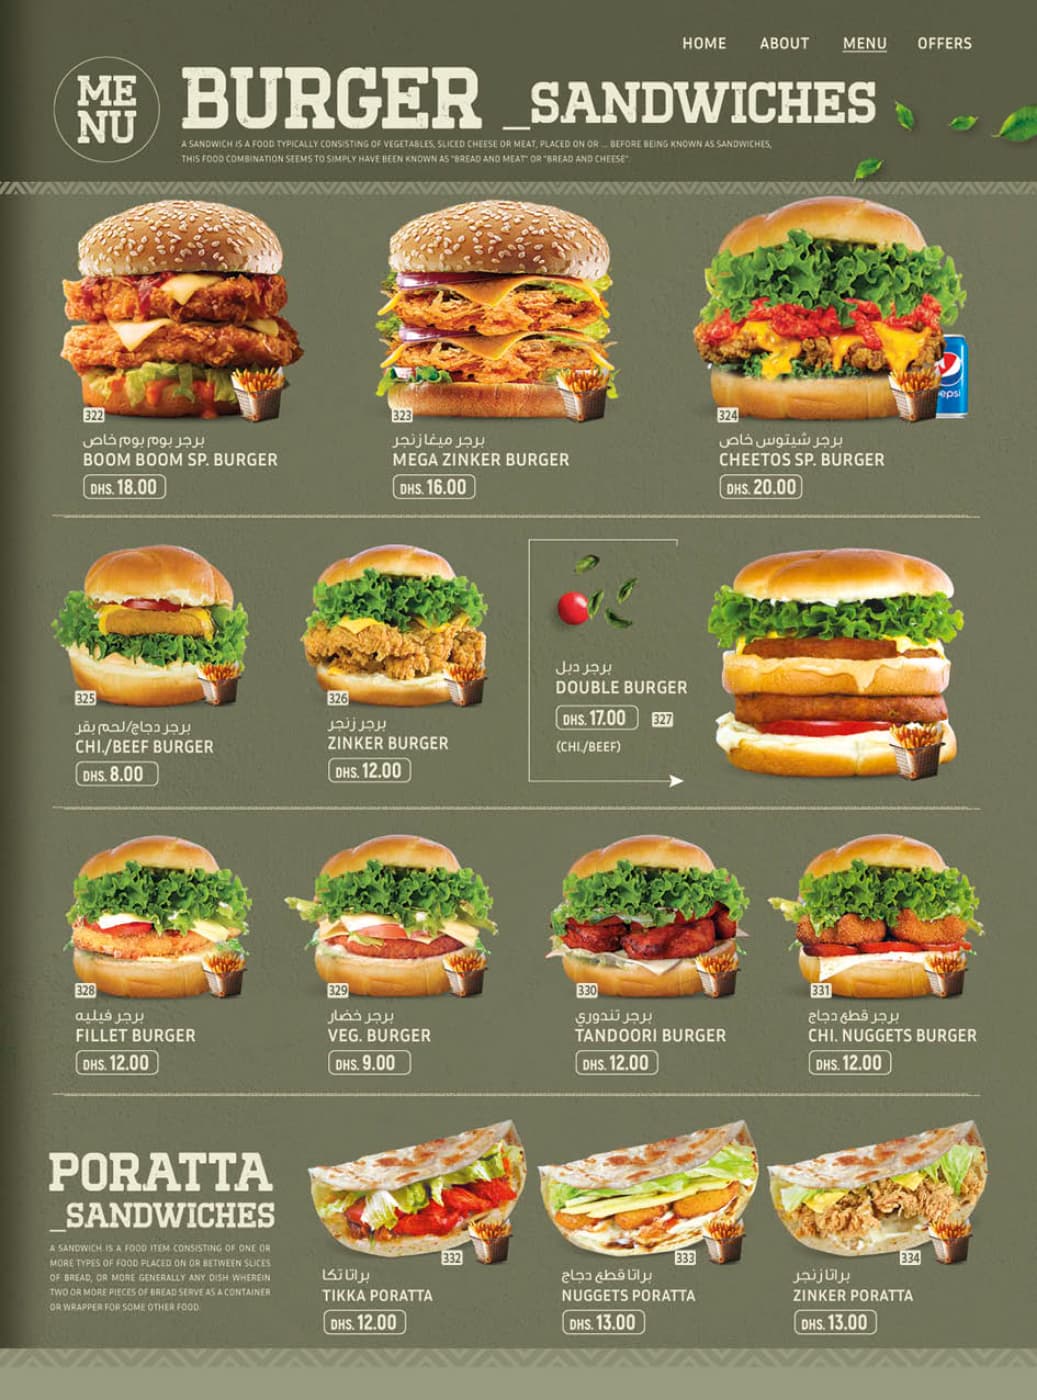 HOME ABOUT MENU OFFERS
ME
NU
BURGER _SANDWICHES
A SANDWICH IS A FOOD TYPICALLY CONSISTING OF VEGETABLES, SLICED CHEESE OR MEAT, PLACED ON OR ... BEFORE BEING KNOWN AS SANDWICHES,
THIS FOOD COMBINATION SEEMS TO SIMPLY HAVE BEEN KNOWN AS "BREAD AND MEAT" OR "BREAD AND CHEESE".
322
برجر بوم بوم خاص
BOOM BOOM SP. BURGER
DHS. 18.00
323
برجر ميغا زنجر
MEGA ZINKER BURGER
DHS. 16.00
pepsi
324
برجر شيتوس خاص
CHEETOS SP. BURGER
DHS. 20.00
325
برجر دجاج/لحم بقر
CHI./BEEF BURGER
DHS. 8.00
326
برجر زنجر
ZINKER BURGER
DHS. 12.00
برجر دبل
DOUBLE BURGER
DHS. 17.00 327
(CHI./BEEF)
328
برجر فيليه
FILLET BURGER
DHS. 12.00
329
برجر خضار
VEG. BURGER
DHS. 9.00
330
برجر تندوري
TANDOORI BURGER
DHS. 12.00
331
برجر قطع دجاج
CHI. NUGGETS BURGER
DHS. 12.00
PORATTA
_SANDWICHES
A SANDWICH IS A FOOD ITEM CONSISTING OF ONE OR
MORE TYPES OF FOOD PLACED ON OR BETWEEN SLICES
OF BREAD, OR MORE GENERALLY ANY DISH WHEREIN
TWO OR MORE PIECES OF BREAD SERVE AS A CONTAINER
OR WRAPPER FOR SOME OTHER FOOD.
332
براتا تكا
TIKKA PORATTA
DHS. 12.00
333
براتا قطع دجاج
NUGGETS PORATTA
DHS. 13.00
334
براتا زنجر
ZINKER PORATTA
DHS. 13.00